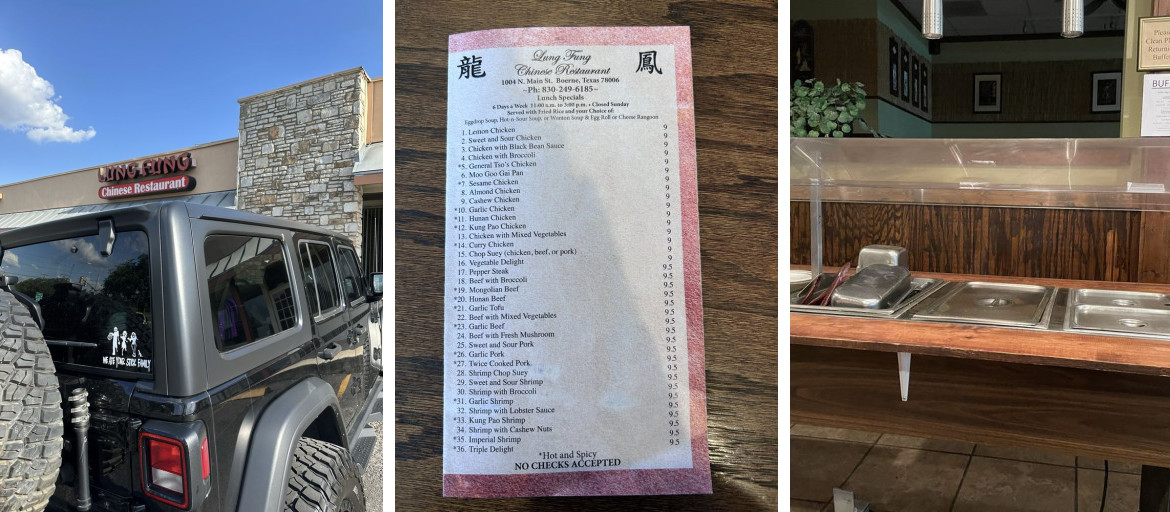 LUNG FUNG
Chinese Restaurant
WE ATE YOUR STICK FAMILY
龍 Lung Fung 鳳
Chinese Restaurant
1004 N. Main St. Boerne, Texas 78006
~Ph: 830-249-6185~
Lunch Specials
6 Days a Week 11:00 a.m. to 3:00 p.m. • Closed Sunday
Served with Fried Rice and your Choice of:
Eggdrop Soup, Hot-n-Sour Soup or Wonton Soup & Egg Roll or Cheese Rangoon
1. Lemon Chicken 9
2. Sweet and Sour Chicken 9
3. Chicken with Black Bean Sauce 9
4. Chicken with Broccoli 9
*5. General Tso's Chicken 9
6. Moo Goo Gai Pan 9
*7. Sesame Chicken 9
8. Almond Chicken 9
9. Cashew Chicken 9
*10. Garlic Chicken 9
*11. Hunan Chicken 9
*12. Kung Pao Chicken 9
13. Chicken with Mixed Vegetables 9
*14. Curry Chicken 9
15. Chop Suey (chicken, beef, or pork) 9
16. Vegetable Delight 9
17. Pepper Steak 9.5
18. Beef with Broccoli 9.5
*19. Mongolian Beef 9.5
*20. Hunan Beef 9.5
*21. Garlic Tofu 9.5
22. Beef with Mixed Vegetables 9.5
*23. Garlic Beef 9.5
24. Beef with Fresh Mushroom 9.5
25. Sweet and Sour Pork 9.5
*26. Garlic Pork 9.5
*27. Twice Cooked Pork 9.5
28. Shrimp Chop Suey 9.5
29. Sweet and Sour Shrimp 9.5
30. Shrimp with Broccoli 9.5
*31. Garlic Shrimp 9.5
32. Shrimp with Lobster Sauce 9.5
*33. Kung Pao Shrimp 9.5
34. Shrimp with Cashew Nuts 9.5
*35. Imperial Shrimp 9.5
*36. Triple Delight 9.5
*Hot and Spicy
NO CHECKS ACCEPTED
Clean
BUF